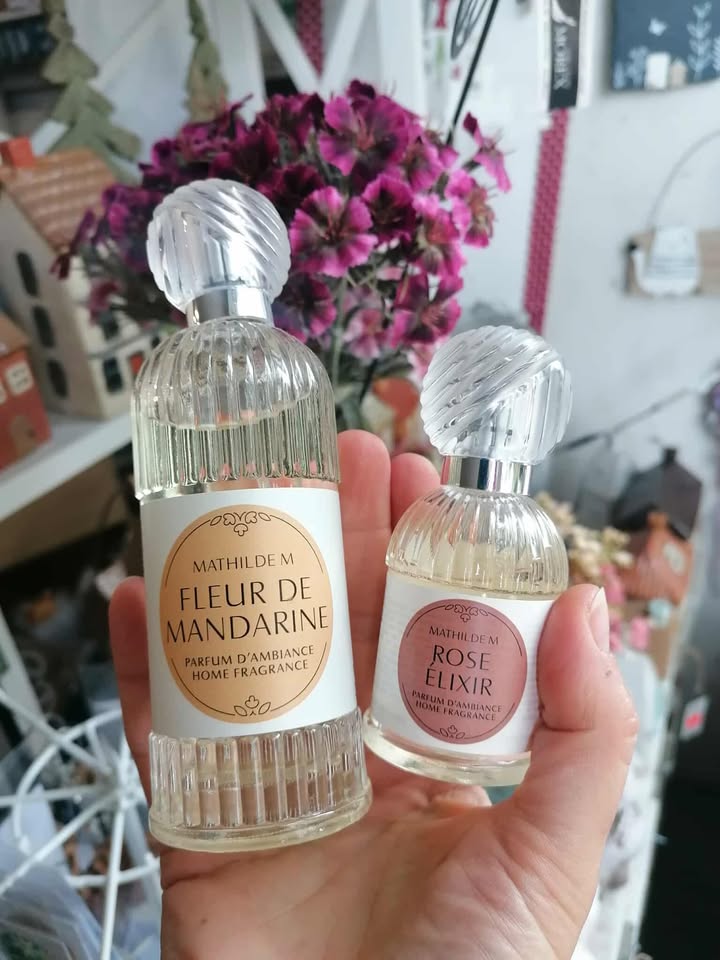 MATHILDE M
FLEUR DE
MANDARINE
PARFUM D'AMBIANCE
HOME FRAGRANCE
MATHILDE M
ROSE
ÉLIXIR
PARFUM D'AMBIANCE
HOME FRAGRANCE